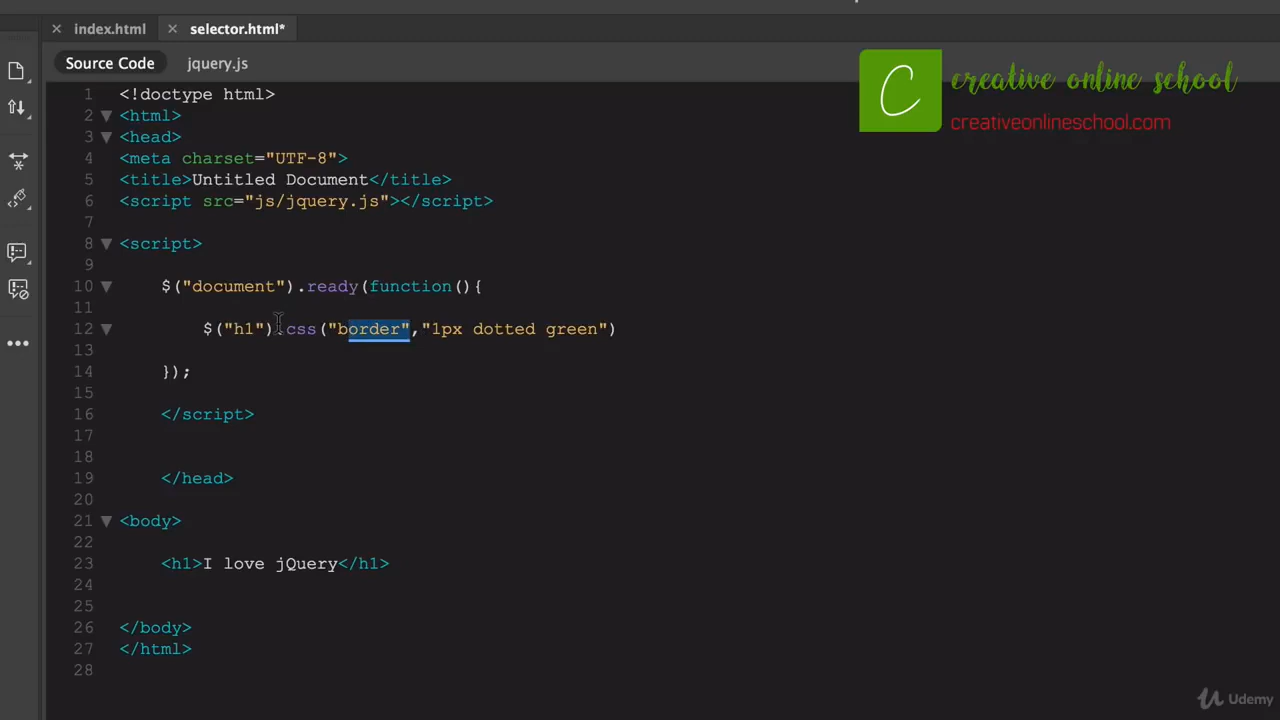 index.html
selector.html*
Source Code
jquery.js
C creative online school
creativeonlineschool.com
1 <!doctype html>
2 <html>
3 <head>
4 <meta charset="UTF-8">
5 <title>Untitled Document</title>
6 <script src="js/jquery.js"></script>
7
8 <script>
9
10 $("document").ready(function(){
11
12 $("h1").css("border","1px dotted green")
13
14 });
15
16 </script>
17
18
19 </head>
20
21 <body>
22
23 <h1>I love jQuery</h1>
24
25
26 </body>
27 </html>
28
Udemy